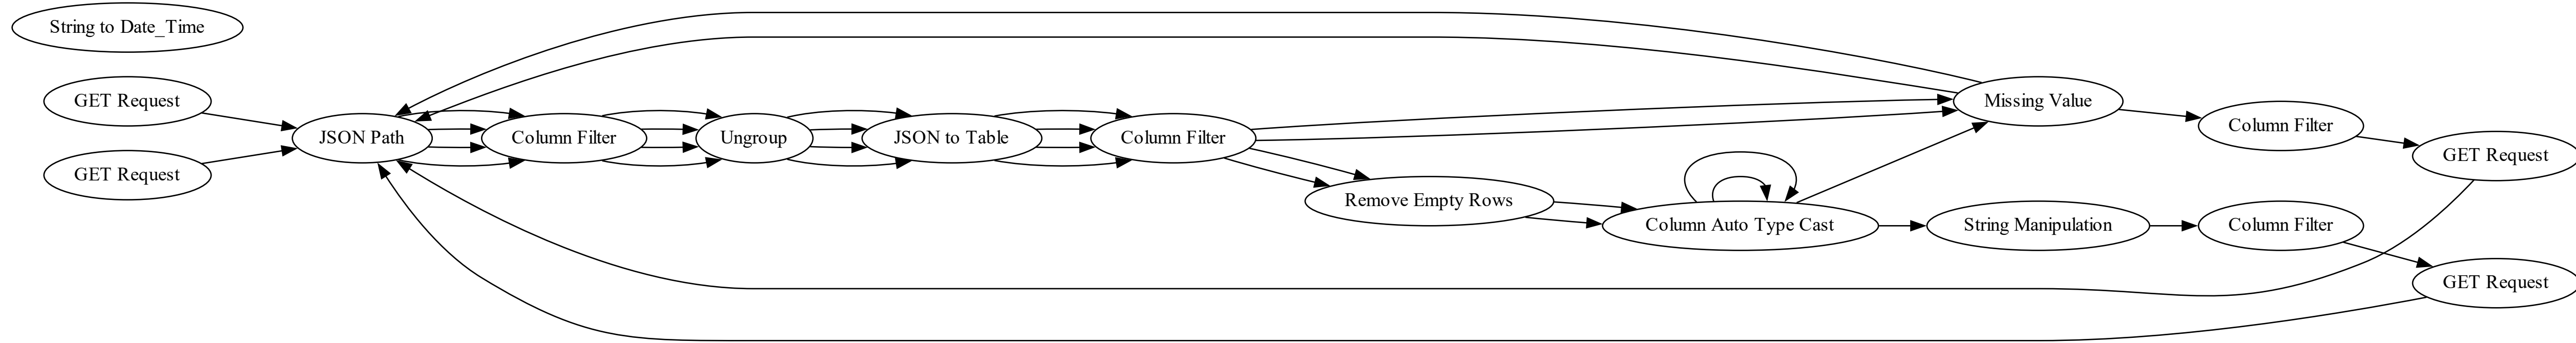 String to Date_Time
GET Request
GET Request
JSON Path
Column Filter
Ungroup
JSON to Table
Column Filter
Remove Empty Rows
Column Auto Type Cast
Missing Value
String Manipulation
Column Filter
Column Filter
GET Request
GET Request